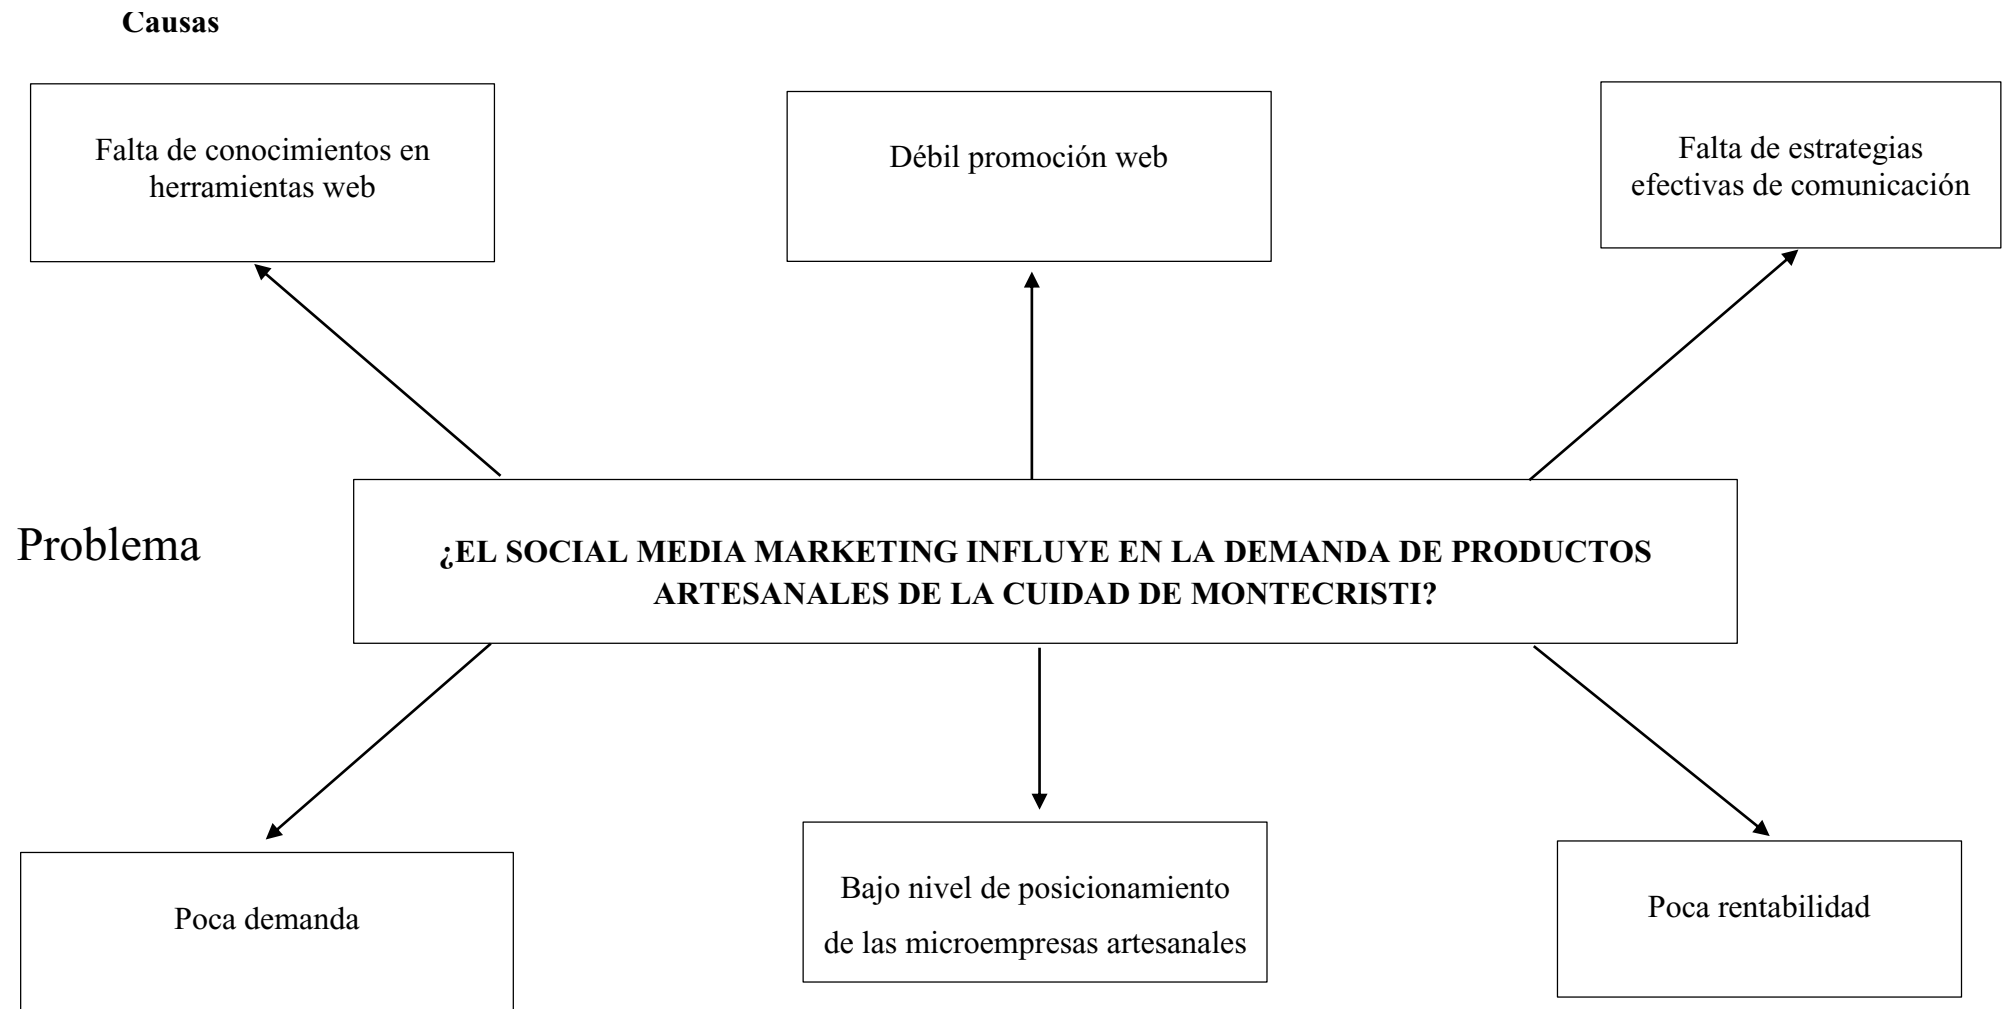 Causas
Falta de conocimientos en
herramientas web
Débil promoción web
Falta de estrategias
efectivas de comunicación
Problema
¿EL SOCIAL MEDIA MARKETING INFLUYE EN LA DEMANDA DE PRODUCTOS
ARTESANALES DE LA CUIDAD DE MONTECRISTI?
Poca demanda
Bajo nivel de posicionamiento
de las microempresas artesanales
Poca rentabilidad